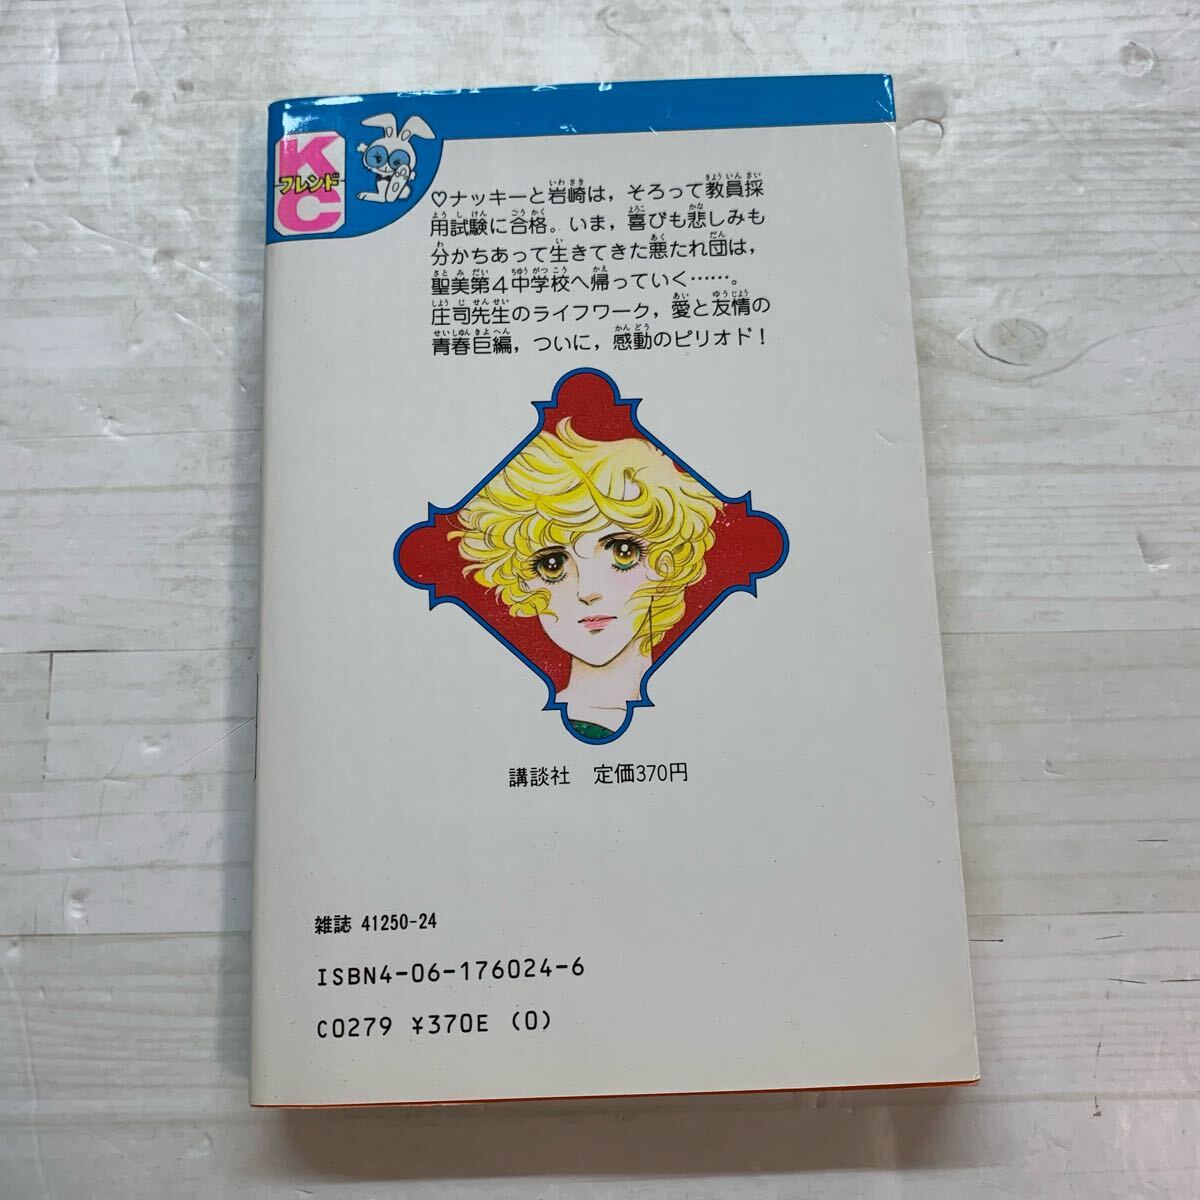 K
フレンド
C
♡ナッキーと岩崎は，そろって教員採
用試験に合格。いま，喜びも悲しみも
分かちあって生きてきた悪たれ団は，
聖美第4中学校へ帰っていく……。
庄司先生のライフワーク，愛と友情の
青春巨編，ついに，感動のピリオド！
講談社 定価370円
雑誌 41250-24
ISBN4-06-176024-6
C0279 ¥370E (0)